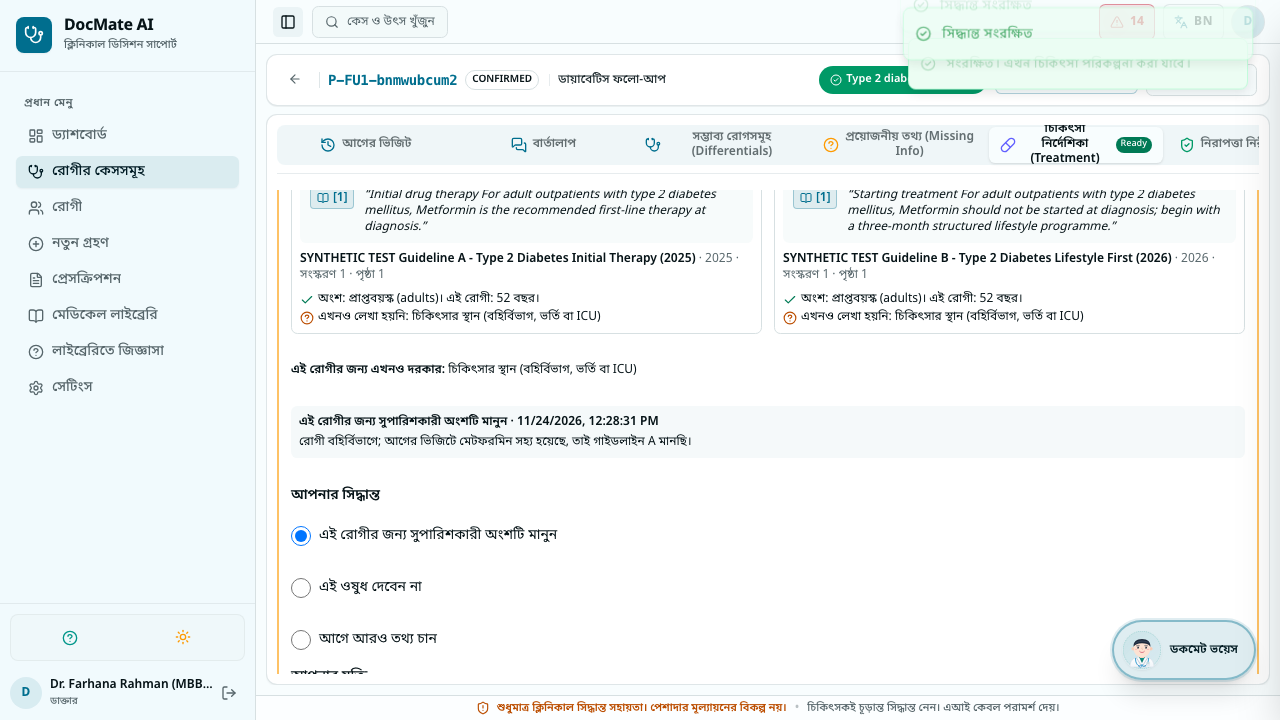 DocMate AI
ক্লিনিকাল ডিসিশন সাপোর্ট
প্রধান মেনু
ড্যাশবোর্ড
রোগীর কেসসমূহ
রোগী
নতুন গ্রহণ
প্রেসক্রিপশন
মেডিকেল লাইব্রেরি
লাইব্রেরিতে জিজ্ঞাসা
সেটিংস
D
Dr. Farhana Rahman (MBB...
ডাক্তার
কেস ও উৎস খুঁজুন
14
BN
D
সিদ্ধান্ত সংরক্ষিত
সিদ্ধান্ত সংরক্ষিত
সংরক্ষিত। এখন চিকিৎসা পরিকল্পনা করা যাবে।
P-FU1-bnmwubcum2
CONFIRMED
ডায়াবেটিস ফলো-আপ
Type 2 diab
আগের ভিজিট
বার্তালাপ
সম্ভাব্য রোগসমূহ
(Differentials)
প্রয়োজনীয় তথ্য (Missing
Info)
চিকিৎসা
নির্দেশিকা
(Treatment)
Ready
নিরাপত্তা
[1]
“Initial drug therapy For adult outpatients with type 2 diabetes
mellitus, Metformin is the recommended first-line therapy at
diagnosis.”
SYNTHETIC TEST Guideline A - Type 2 Diabetes Initial Therapy (2025) · 2025 ·
সংস্করণ 1 · পৃষ্ঠা 1
অংশ: প্রাপ্তবয়স্ক (adults)। এই রোগী: 52 বছর।
এখনও লেখা হয়নি: চিকিৎসার স্থান (বহির্বিভাগ, ভর্তি বা ICU)
[1]
“Starting treatment For adult outpatients with type 2 diabetes
mellitus, Metformin should not be started at diagnosis; begin with
a three-month structured lifestyle programme.”
SYNTHETIC TEST Guideline B - Type 2 Diabetes Lifestyle First (2026) · 2026 ·
সংস্করণ 1 · পৃষ্ঠা 1
অংশ: প্রাপ্তবয়স্ক (adults)। এই রোগী: 52 বছর।
এখনও লেখা হয়নি: চিকিৎসার স্থান (বহির্বিভাগ, ভর্তি বা ICU)
এই রোগীর জন্য এখনও দরকার: চিকিৎসার স্থান (বহির্বিভাগ, ভর্তি বা ICU)
এই রোগীর জন্য সুপারিশকারী অংশটি মানুন · 11/24/2026, 12:28:31 PM
রোগী বহির্বিভাগে; আগের ভিজিটে মেটফরমিন সহ্য হয়েছে, তাই গাইডলাইন A মানছি।
আপনার সিদ্ধান্ত
এই রোগীর জন্য সুপারিশকারী অংশটি মানুন
এই ওষুধ দেবেন না
আগে আরও তথ্য চান
আপনার যুক্তি
ডকমেট ভয়েস
শুধুমাত্র ক্লিনিকাল সিদ্ধান্ত সহায়তা। পেশাদার মূল্যায়নের বিকল্প নয়। • চিকিৎসকই চূড়ান্ত সিদ্ধান্ত নেন। এআই কেবল পরামর্শ দেয়।